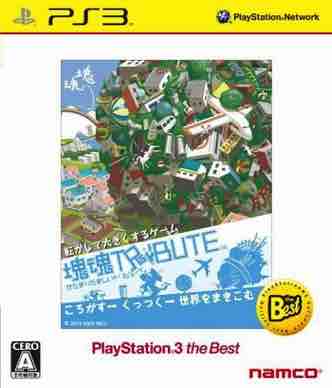 PS3
PlayStation®Network
塊魂
転がして大きくするゲーム
塊魂TRIBUTE
ころがすー くっつくー 世界をまきこむ
the Best
CERO
A
PlayStation®3 the Best
namco®